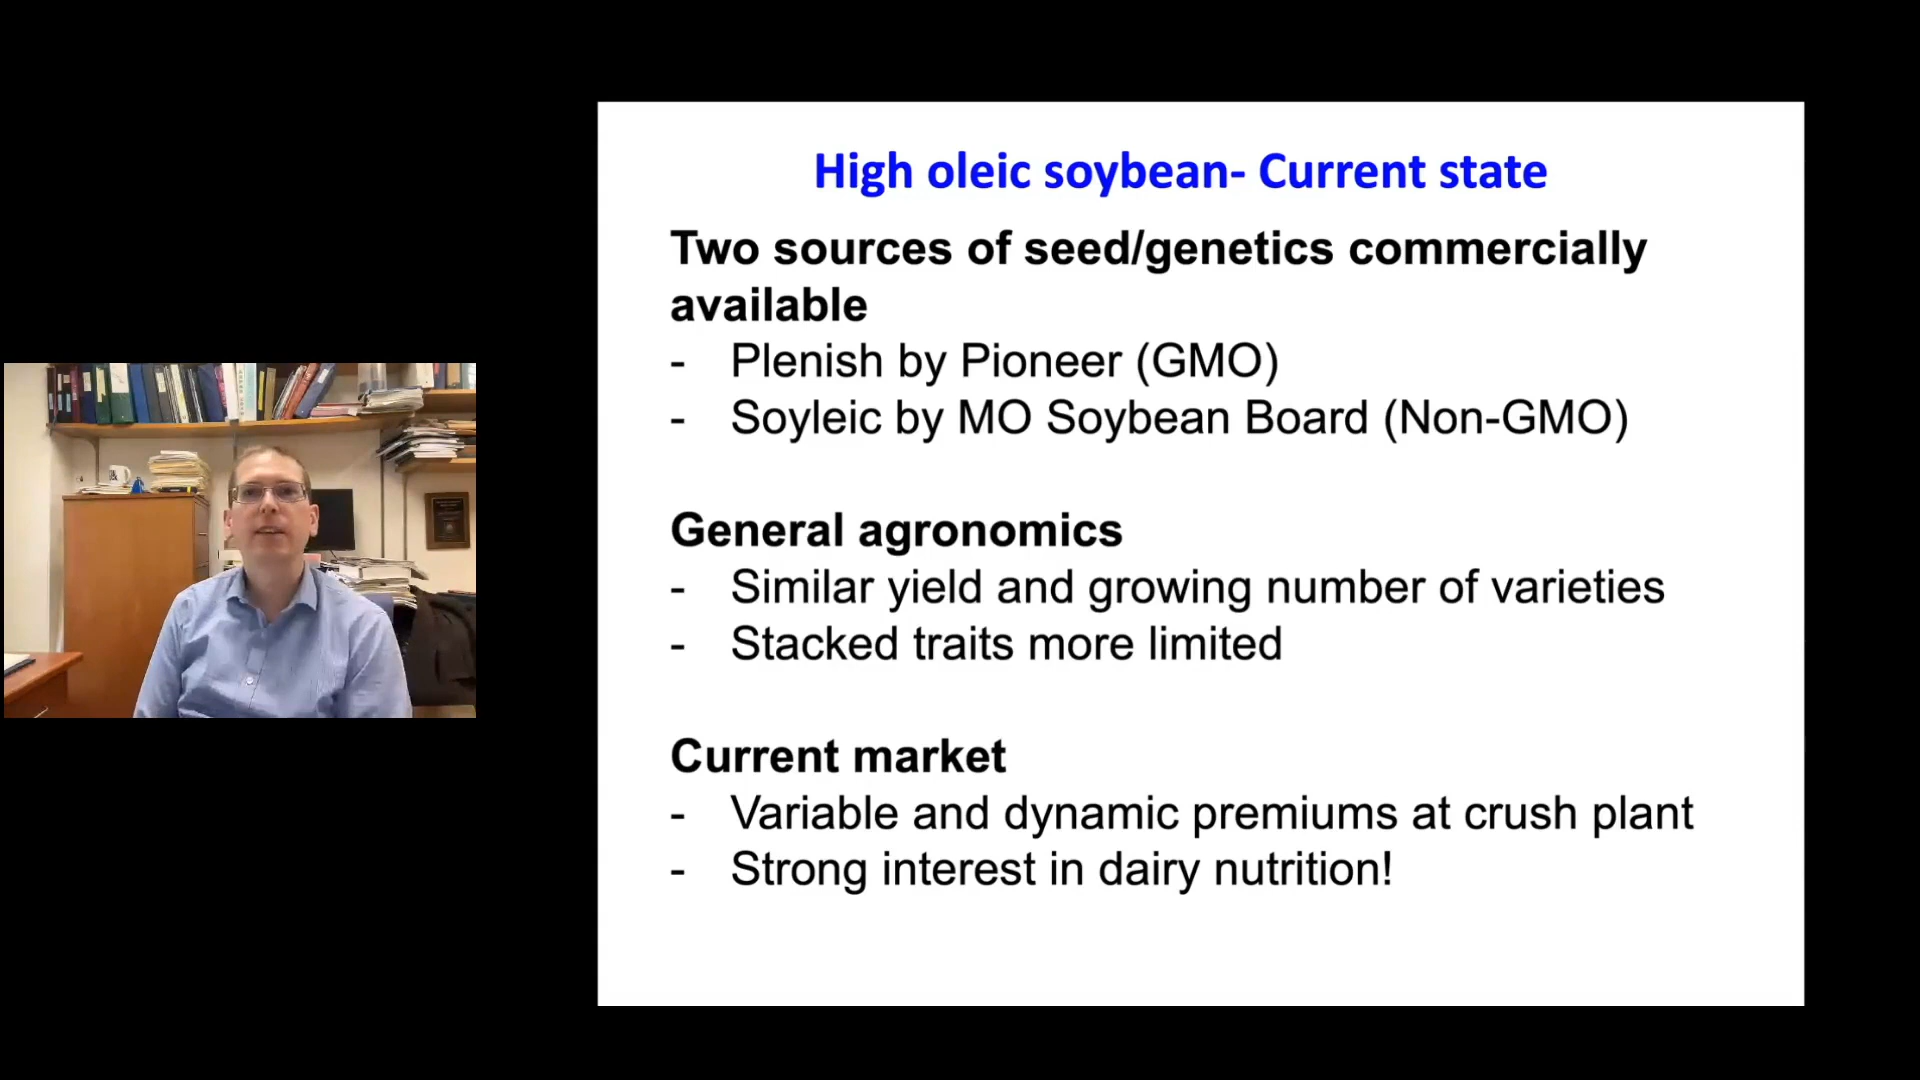 High oleic soybean- Current state
Two sources of seed/genetics commercially
available
- Plenish by Pioneer (GMO)
- Soyleic by MO Soybean Board (Non-GMO)
General agronomics
- Similar yield and growing number of varieties
- Stacked traits more limited
Current market
- Variable and dynamic premiums at crush plant
- Strong interest in dairy nutrition!